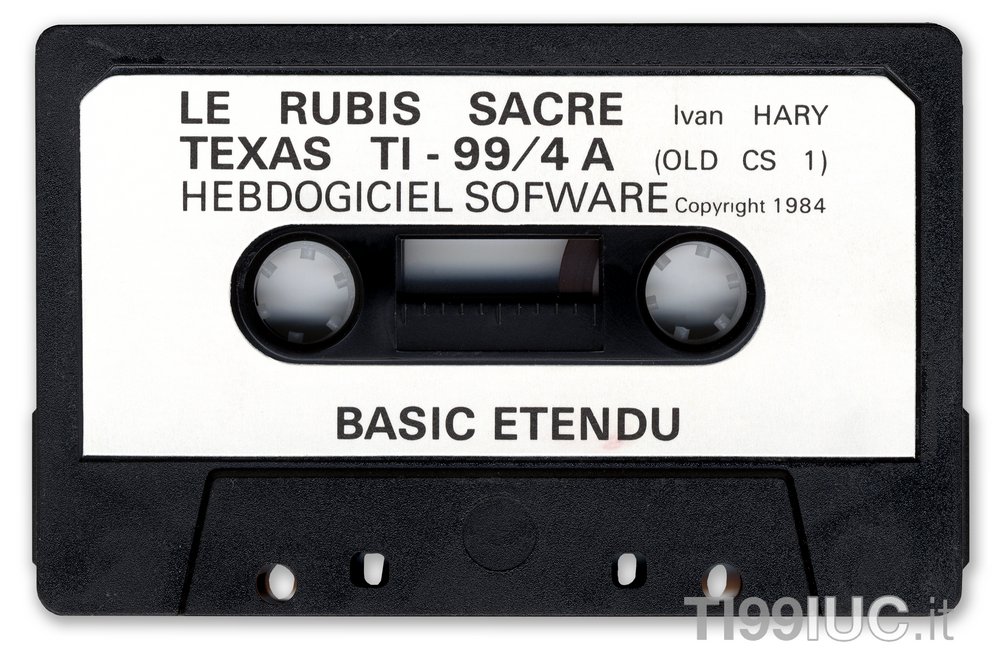 LE RUBIS SACRE Ivan HARY
TEXAS TI - 99/4 A (OLD CS 1)
HEBDOGICIEL SOFWARE Copyright 1984
BASIC ETENDU
TI99IUC.it